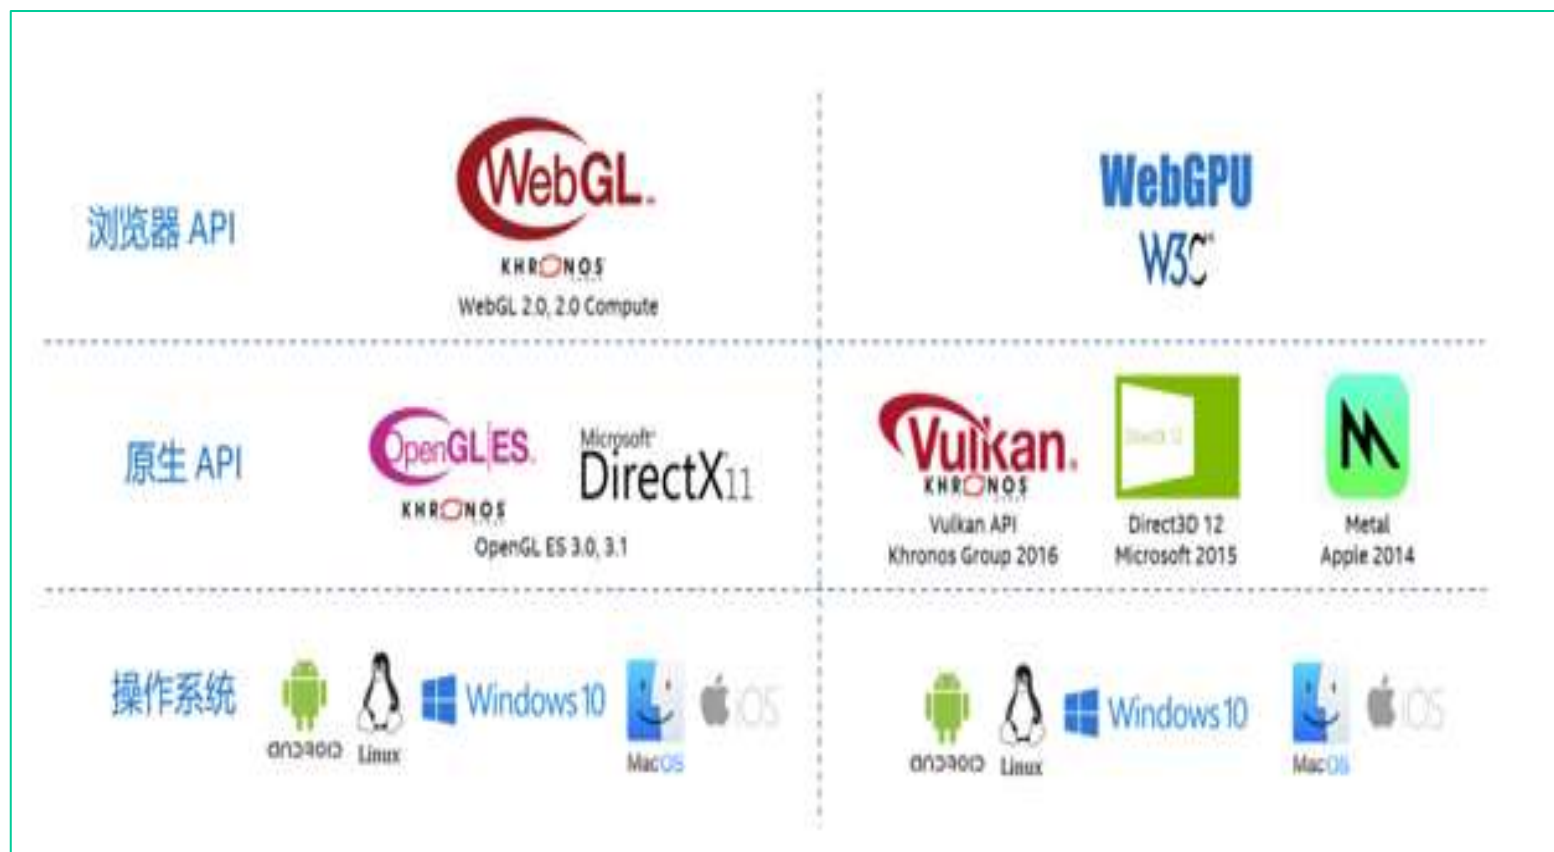 WebGL
KHRONOS
WebGL 2.0, 2.0 Compute
WebGPU
W3C
浏览器 API
OpenGL|ES
KHRONOS
OpenGL ES 3.0, 3.1
Microsoft
DirectX11
Vulkan
KHRONOS
Vulkan API
Khronos Group 2016
DirectX 12
Direct3D 12
Microsoft 2015
Metal
Apple 2014
原生 API
操作系统
android
Linux
Windows 10
MacOS
iOS
android
Linux
Windows 10
MacOS
iOS